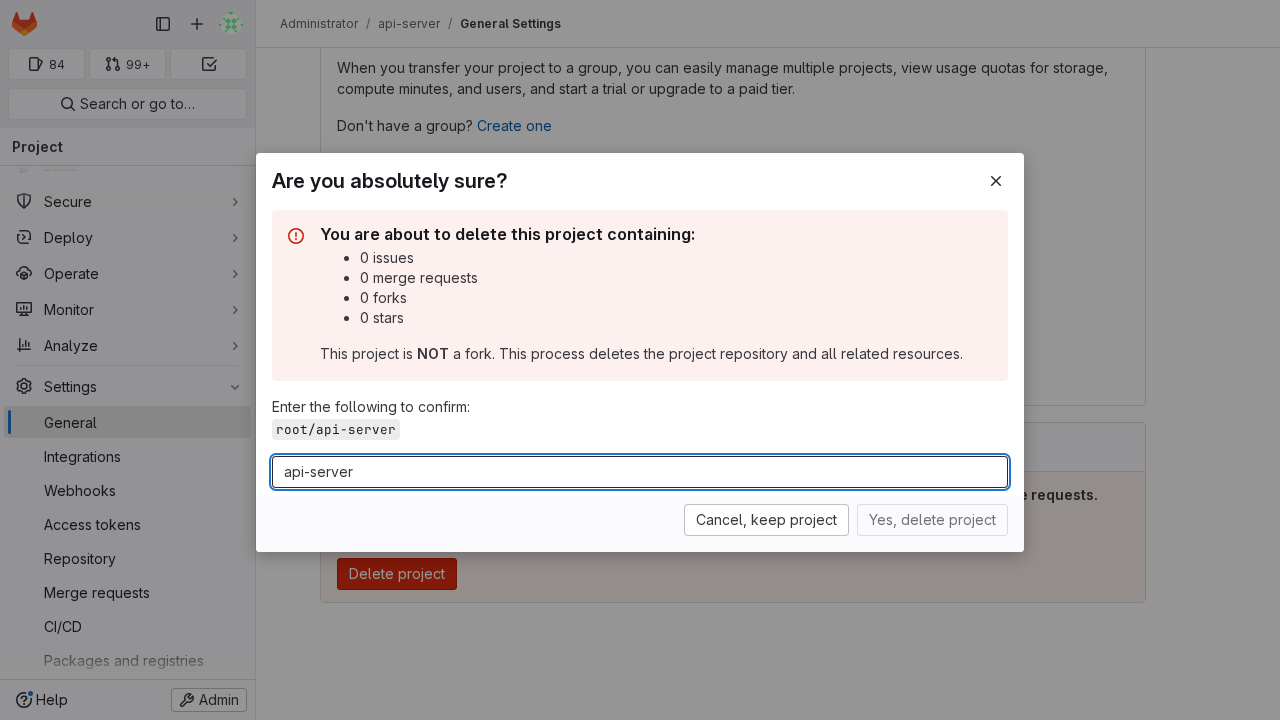 Administrator / api-server / General Settings
84
99+
Search or go to…
Project
Build
Secure
Deploy
Operate
Monitor
Analyze
Settings
General
Integrations
Webhooks
Access tokens
Repository
Merge requests
CI/CD
Packages and registries
Help
Admin
When you transfer your project to a group, you can easily manage multiple projects, view usage quotas for storage,
compute minutes, and users, and start a trial or upgrade to a paid tier.
Don't have a group? Create one
Are you absolutely sure?
You are about to delete this project containing:
• 0 issues
• 0 merge requests
• 0 forks
• 0 stars
This project is NOT a fork. This process deletes the project repository and all related resources.
Enter the following to confirm:
root/api-server
api-server
Cancel, keep project
Yes, delete project
requests.
Delete project